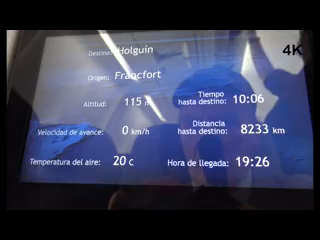 4K
Destino: Holguin
Origen: Francfort
Altitud: 115 m
Tiempo
hasta destino: 10:06
Velocidad de avance: 0 km/h
Distancia
hasta destino: 8233 km
Temperatura del aire: 20 C
Hora de llegada: 19:26